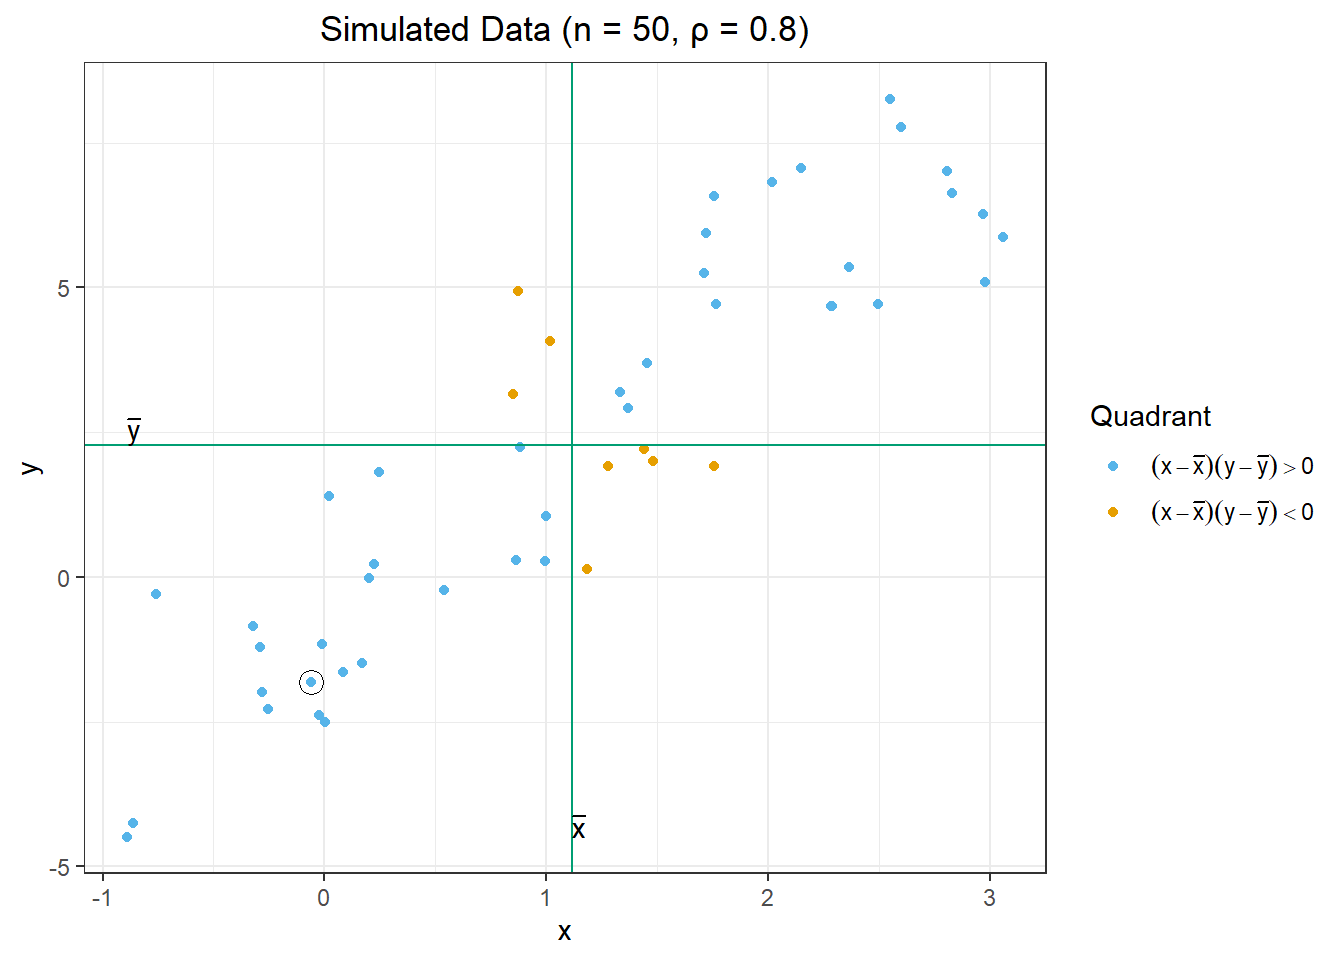 Simulated Data (n = 50, ρ = 0.8)
y
5
0
-5
y̅
x̅
-1 0 1 2 3
x
Quadrant
(x − x̅)(y − y̅) > 0
(x − x̅)(y − y̅) < 0